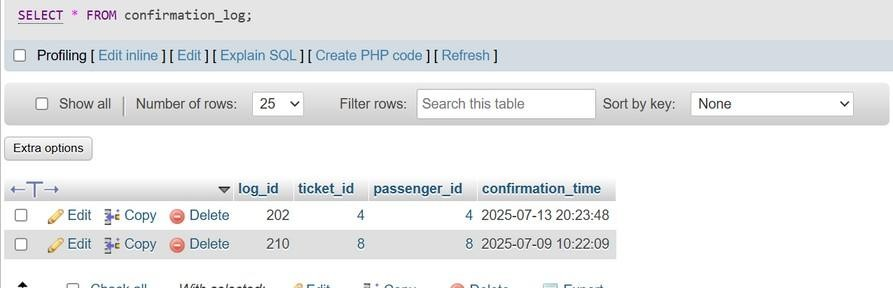 SELECT * FROM confirmation_log;
Profiling [ Edit inline ] [ Edit ] [ Explain SQL ] [ Create PHP code ] [ Refresh ]
Show all | Number of rows: 25 Filter rows: Search this table Sort by key: None
Extra options
log_id ticket_id passenger_id confirmation_time
Edit Copy Delete 202 4 4 2025-07-13 20:23:48
Edit Copy Delete 210 8 8 2025-07-09 10:22:09
Check all With selected: Edit Copy Delete Export